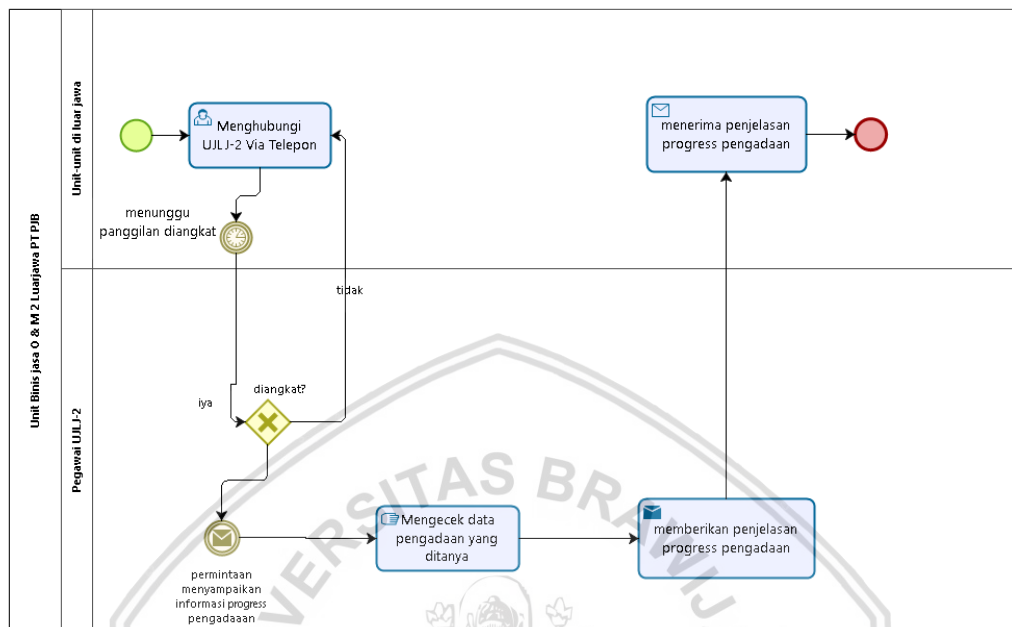 Unit Binis jasa O & M 2 Luarjawa PT PJB
Unit-unit di luar jawa
Menghubungi
UJLJ-2 Via Telepon
menunggu
panggilan diangkat
menerima penjelasan
progress pengadaan
Pegawai UJLJ-2
tidak
iya
diangkat?
permintaan
menyampaikan
informasi progress
pengadaaan
Mengecek data
pengadaan yang
ditanya
memberikan penjelasan
progress pengadaan
VERSITAS BRAWIJ